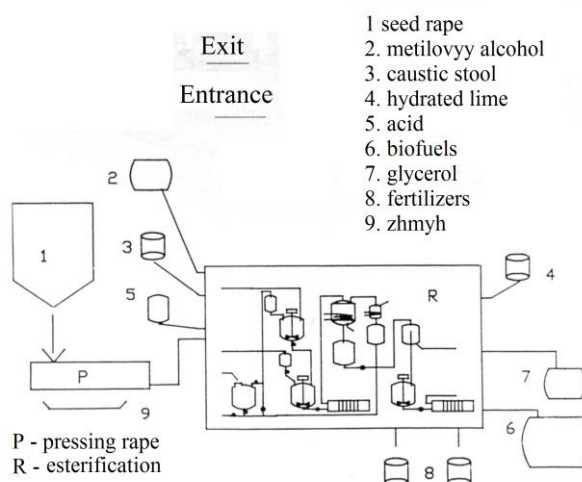 Exit
Entrance
1 seed rape
2. metilovyy alcohol
3. caustic stool
4. hydrated lime
5. acid
6. biofuels
7. glycerol
8. fertilizers
9. zhmyh
2
1
3
5
R
4
P
9
7
6
8
P - pressing rape
R - esterification